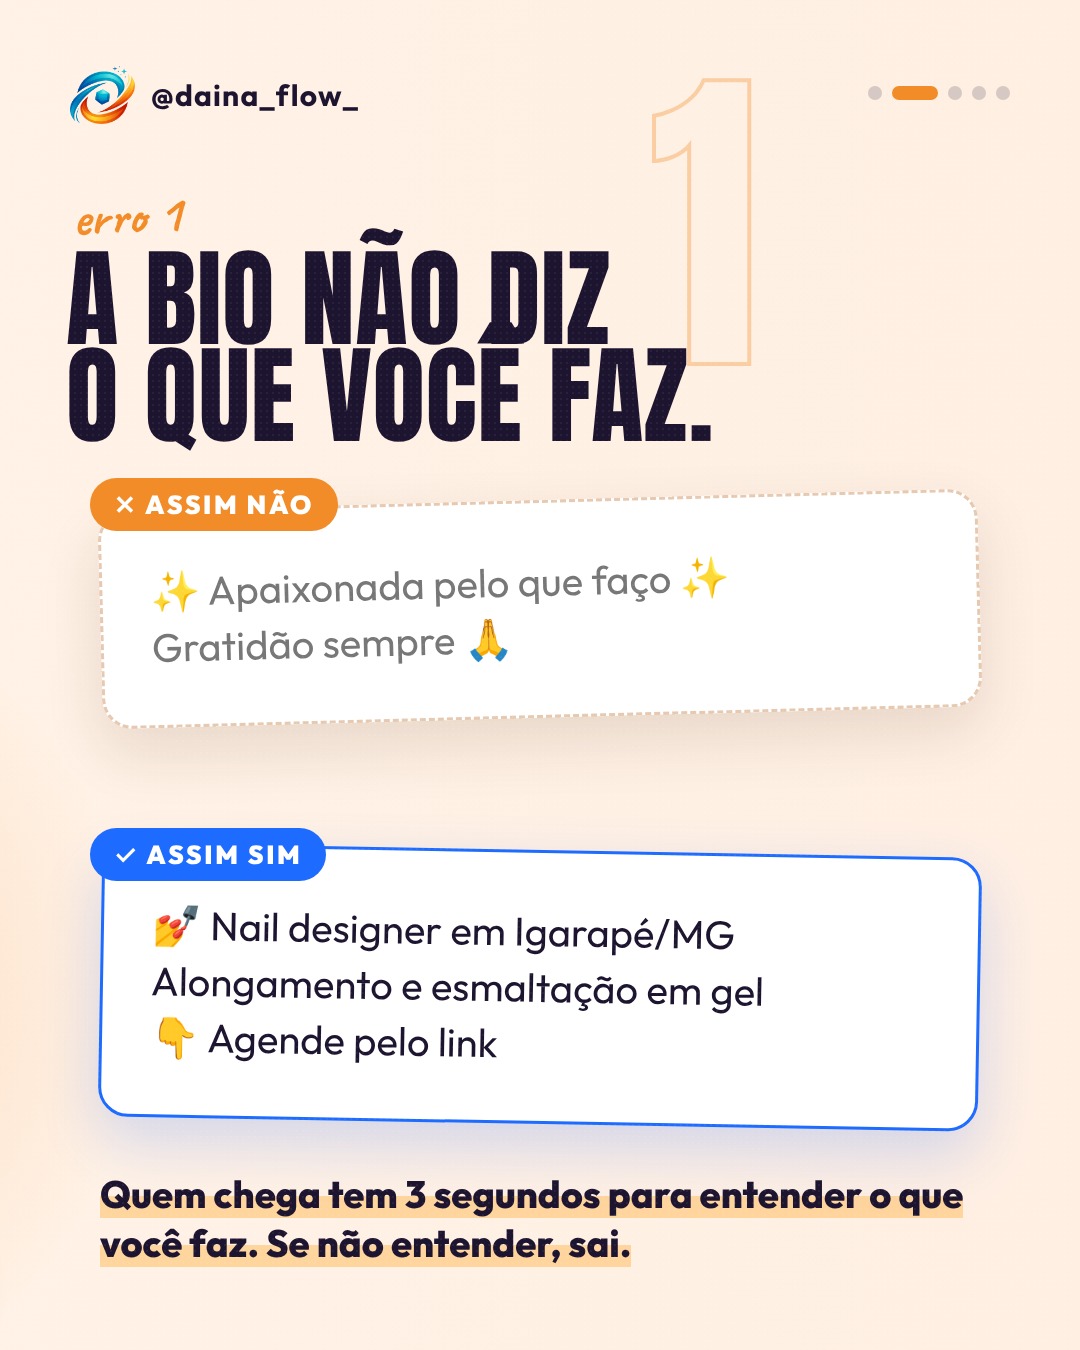 @daina_flow_
1
erro 1
A BIO NÃO DIZ
O QUE VOCÊ FAZ.
✕ ASSIM NÃO
✨ Apaixonada pelo que faço ✨
Gratidão sempre 🙏
✓ ASSIM SIM
💅 Nail designer em Igarapé/MG
Alongamento e esmaltação em gel
👇 Agende pelo link
Quem chega tem 3 segundos para entender o que
você faz. Se não entender, sai.